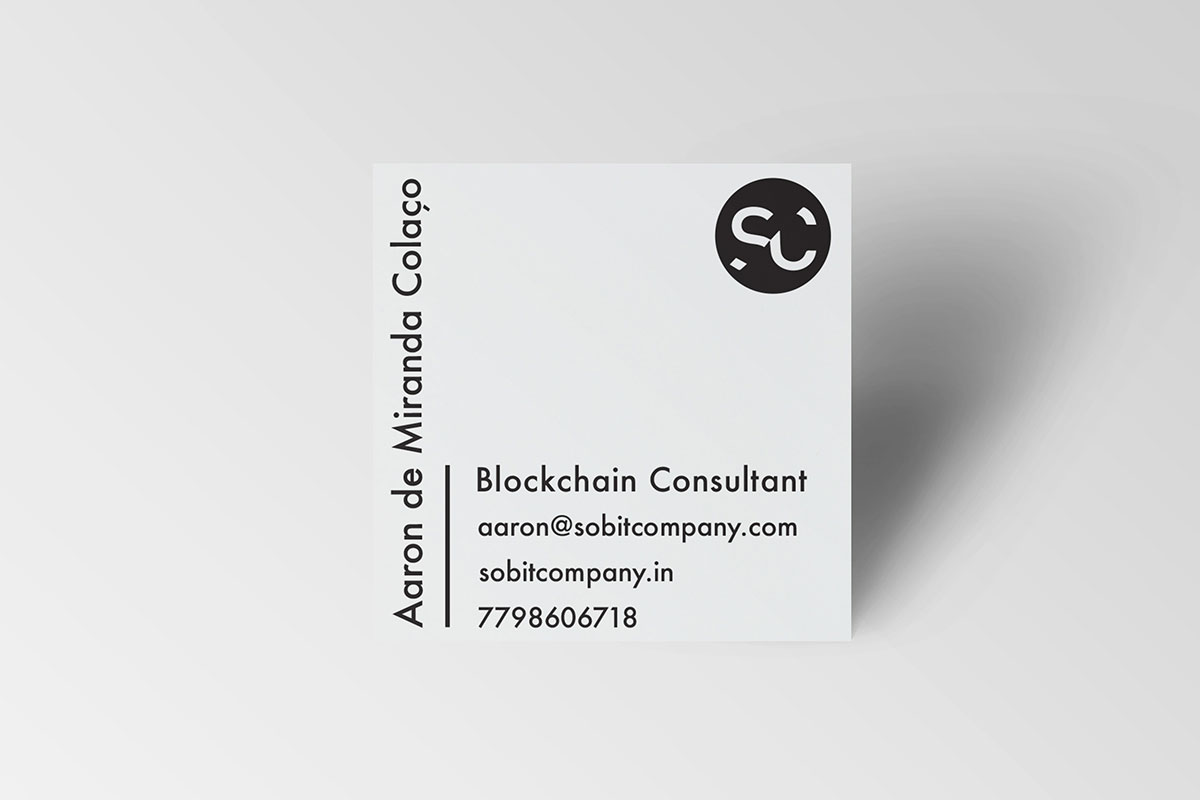 Aaron de Miranda Colaço
SC
Blockchain Consultant
aaron@sobitcompany.com
sobitcompany.in
7798606718